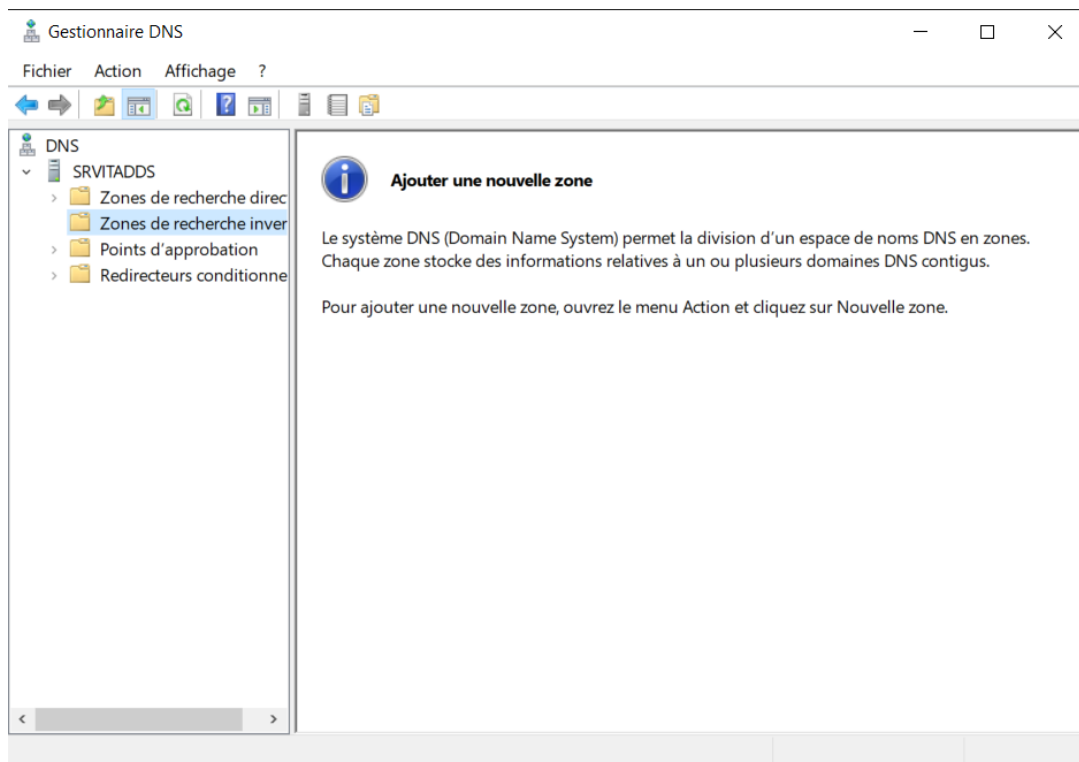 Gestionnaire DNS
Fichier Action Affichage ?
DNS
SRVITADDS
Zones de recherche direc
Zones de recherche inver
Points d'approbation
Redirecteurs conditionne
Ajouter une nouvelle zone
Le système DNS (Domain Name System) permet la division d'un espace de noms DNS en zones.
Chaque zone stocke des informations relatives à un ou plusieurs domaines DNS contigus.
Pour ajouter une nouvelle zone, ouvrez le menu Action et cliquez sur Nouvelle zone.